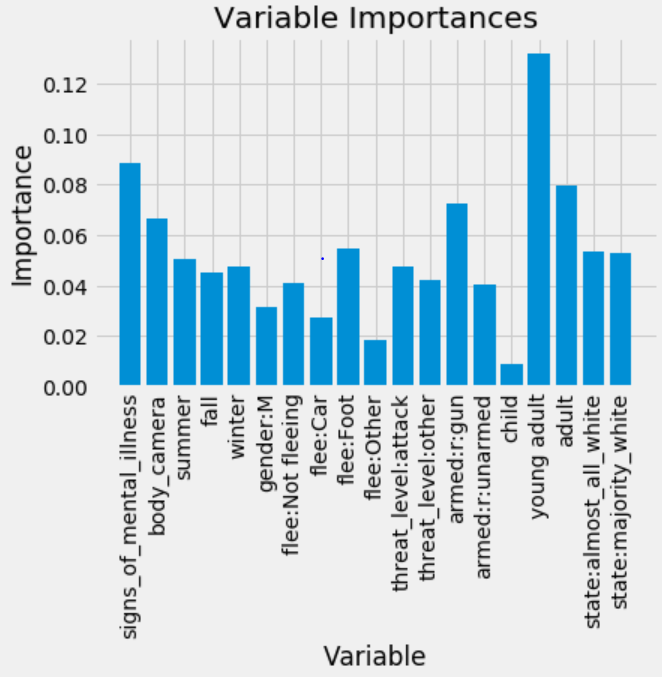 Variable Importances
Importance
0.12
0.10
0.08
0.06
0.04
0.02
0.00
signs_of_mental_illness
body_camera
summer
fall
winter
gender:M
flee:Not fleeing
flee:Car
flee:Foot
flee:Other
threat_level:attack
threat_level:other
armed:r:gun
armed:r:unarmed
child
young adult
adult
state:almost_all_white
state:majority_white
Variable